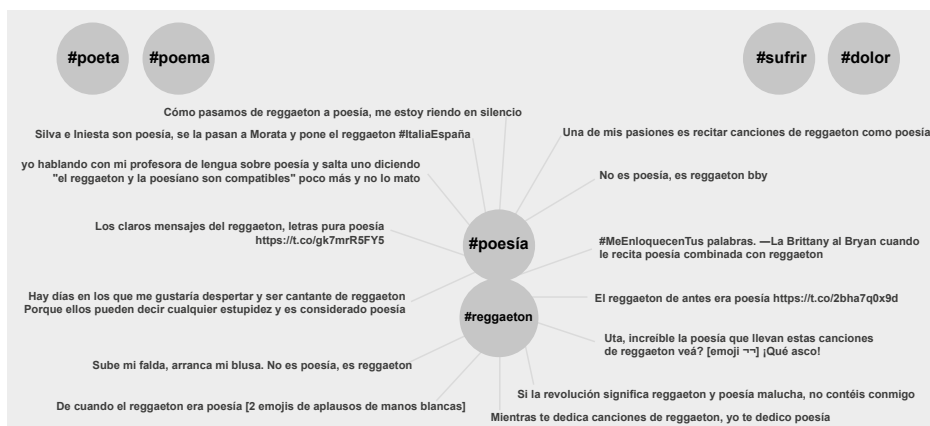 #poeta
#poema
#sufrir
#dolor
Cómo pasamos de reggaeton a poesía, me estoy riendo en silencio
Silva e Iniesta son poesía, se la pasan a Morata y pone el reggaeton #ItaliaEspaña
Una de mis pasiones es recitar canciones de reggaeton como poesía
yo hablando con mi profesora de lengua sobre poesía y salta uno diciendo
"el reggaeton y la poesíano son compatibles" poco más y no lo mato
No es poesía, es reggaeton bby
Los claros mensajes del reggaeton, letras pura poesía
https://t.co/gk7mrR5FY5
#poesía
#MeEnloquecenTus palabras. —La Brittany al Bryan cuando
le recita poesía combinada con reggaeton
Hay días en los que me gustaría despertar y ser cantante de reggaeton
Porque ellos pueden decir cualquier estupidez y es considerado poesía
El reggaeton de antes era poesía https://t.co/2bha7q0x9d
#reggaeton
Uta, increíble la poesía que llevan estas canciones
de reggaeton veá? [emoji ¬¬] ¡Qué asco!
Sube mi falda, arranca mi blusa. No es poesía, es reggaeton
Si la revolución significa reggaeton y poesía malucha, no contéis conmigo
De cuando el reggaeton era poesía [2 emojis de aplausos de manos blancas]
Mientras te dedica canciones de reggaeton, yo te dedico poesía